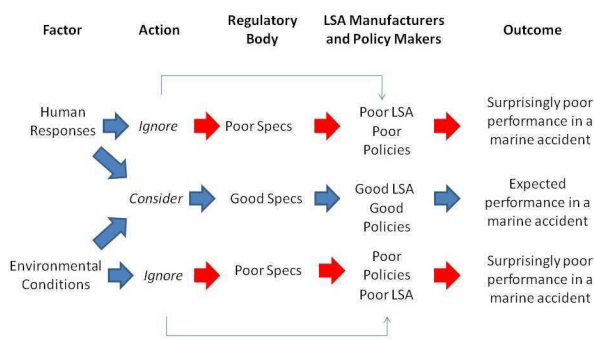 Factor
Action
Regulatory
Body
LSA Manufacturers
and Policy Makers
Outcome
Human
Responses
Ignore
Poor Specs
Poor LSA
Poor
Policies
Surprisingly poor
performance in a
marine accident
Consider
Good Specs
Good LSA
Good
Policies
Expected
performance in a
marine accident
Environmental
Conditions
Ignore
Poor Specs
Poor
Policies
Poor LSA
Surprisingly poor
performance in a
marine accident